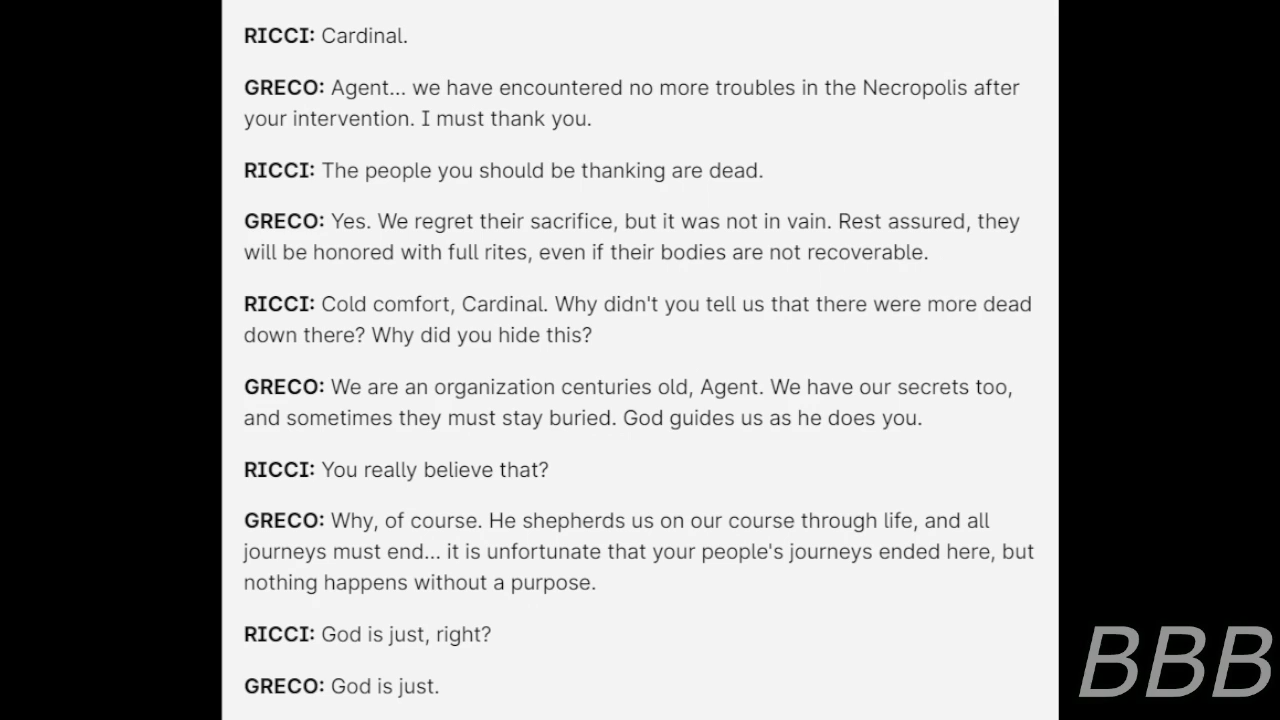 RICCI: Cardinal.
GRECO: Agent... we have encountered no more troubles in the Necropolis after
your intervention. I must thank you.
RICCI: The people you should be thanking are dead.
GRECO: Yes. We regret their sacrifice, but it was not in vain. Rest assured, they
will be honored with full rites, even if their bodies are not recoverable.
RICCI: Cold comfort, Cardinal. Why didn't you tell us that there were more dead
down there? Why did you hide this?
GRECO: We are an organization centuries old, Agent. We have our secrets too,
and sometimes they must stay buried. God guides us as he does you.
RICCI: You really believe that?
GRECO: Why, of course. He shepherds us on our course through life, and all
journeys must end... it is unfortunate that your people's journeys ended here, but
nothing happens without a purpose.
RICCI: God is just, right?
GRECO: God is just.
BBB